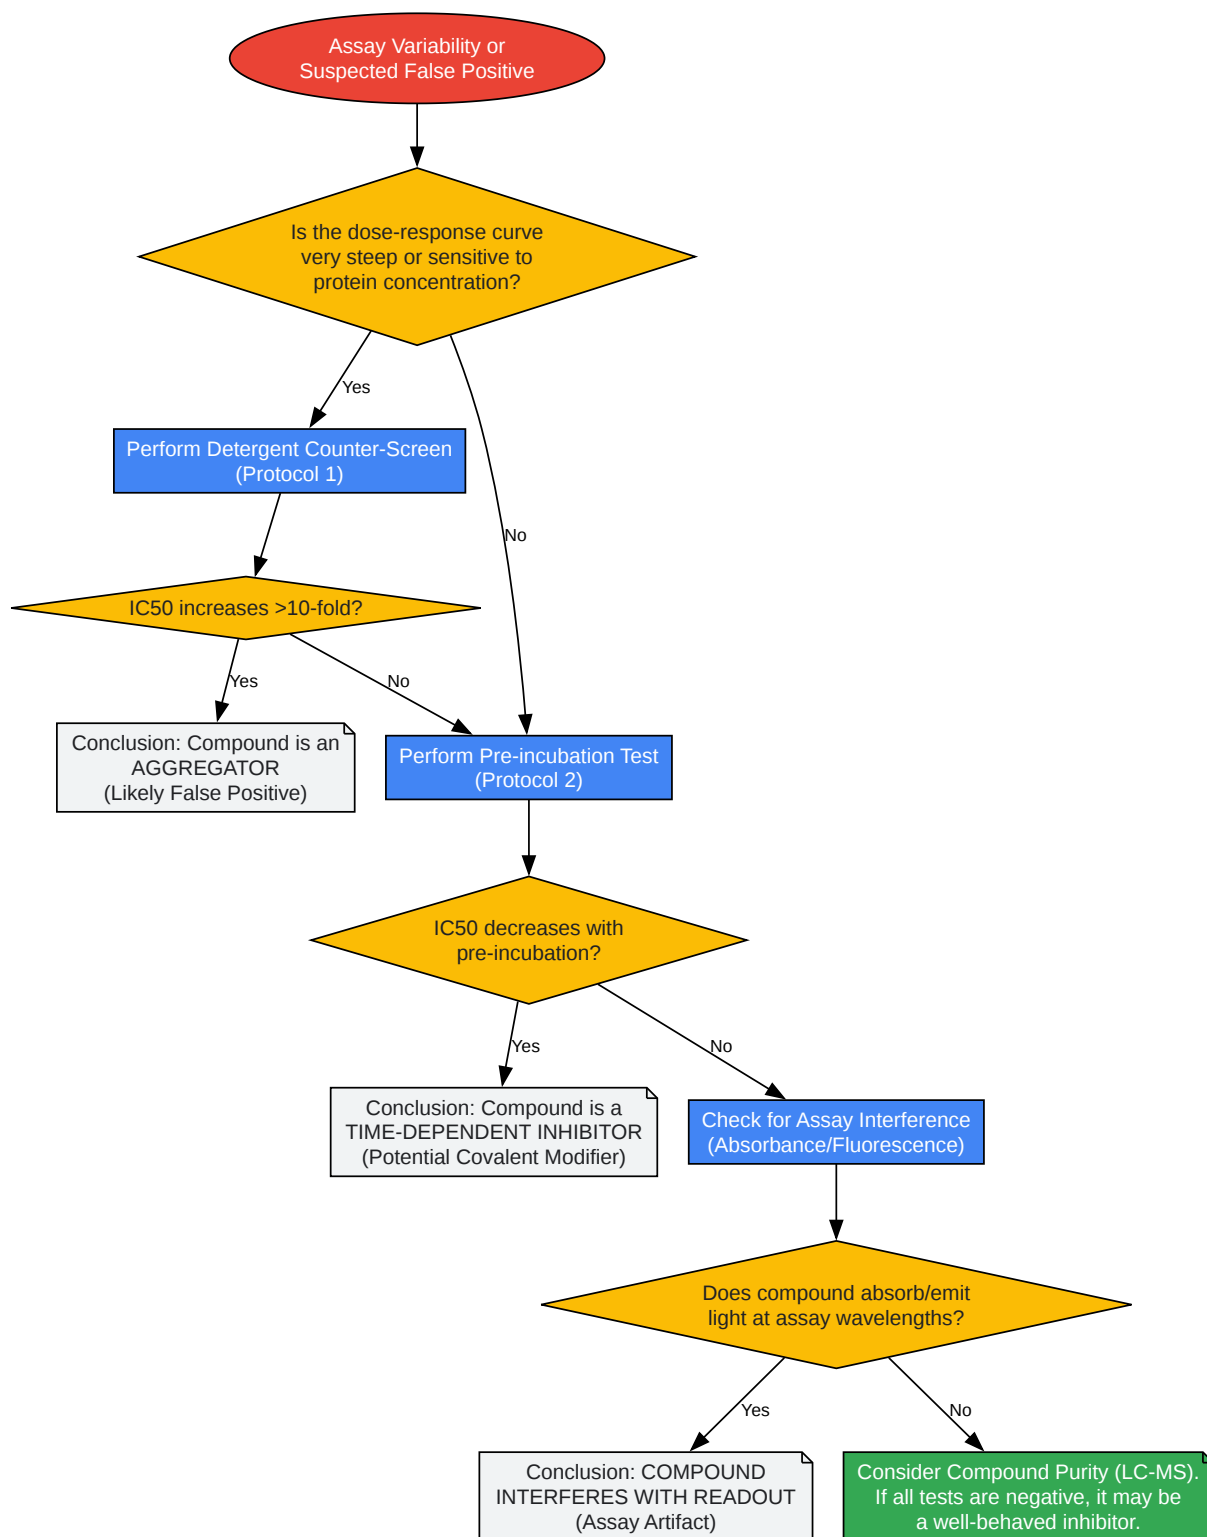 Assay Variability or
Suspected False Positive
Is the dose-response curve
very steep or sensitive to
protein concentration?
Yes
Perform Detergent Counter-Screen
(Protocol 1)
No
IC50 increases >10-fold?
Yes
No
Conclusion: Compound is an
AGGREGATOR
(Likely False Positive)
Perform Pre-incubation Test
(Protocol 2)
IC50 decreases with
pre-incubation?
Yes
No
Conclusion: Compound is a
TIME-DEPENDENT INHIBITOR
(Potential Covalent Modifier)
Check for Assay Interference
(Absorbance/Fluorescence)
Does compound absorb/emit
light at assay wavelengths?
Yes
No
Conclusion: COMPOUND
INTERFERES WITH READOUT
(Assay Artifact)
Consider Compound Purity (LC-MS).
If all tests are negative, it may be
a well-behaved inhibitor.